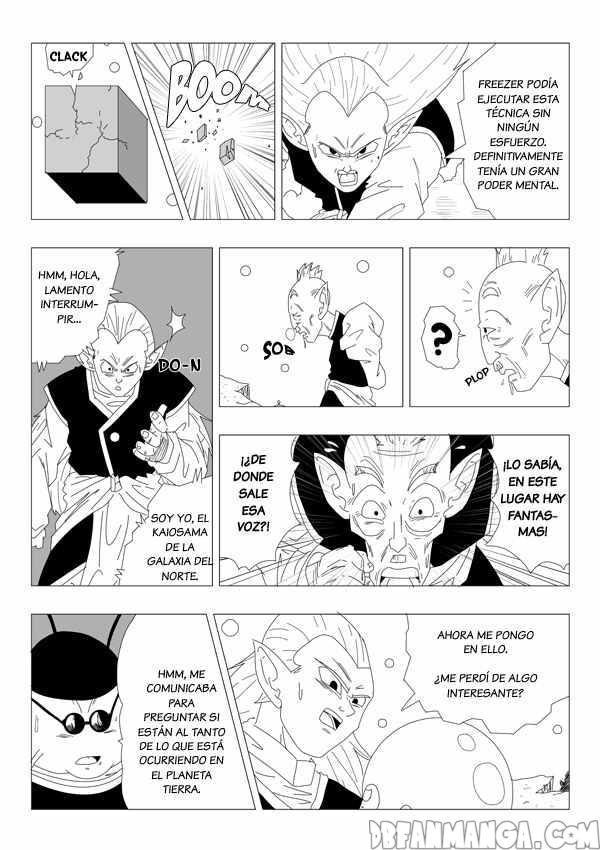 CLACK
BOOM
FREEZER PODÍA
EJECUTAR ESTA
TÉCNICA SIN
NINGÚN
ESFUERZO.
DEFINITIVAMENTE
TENÍA UN GRAN
PODER MENTAL.
HMM, HOLA,
LAMENTO
INTERRUM-
PIR...
DO-N
SOY YO, EL
KAIOSAMA
DE LA
GALAXIA DEL
NORTE.
SOB
?
PLOP
¡¿DE
DONDE
SALE
ESA
VOZ?!
¡LO SABÍA,
EN ESTE
LUGAR HAY
FANTAS-
MAS!
HMM, ME
COMUNICABA
PARA
PREGUNTAR SI
ESTÁN AL TANTO
DE LO QUE ESTÁ
OCURRIENDO EN
EL PLANETA
TIERRA.
AHORA ME PONGO
EN ELLO.
¿ME PERDÍ DE ALGO
INTERESANTE?
DBFANMANGA.COM